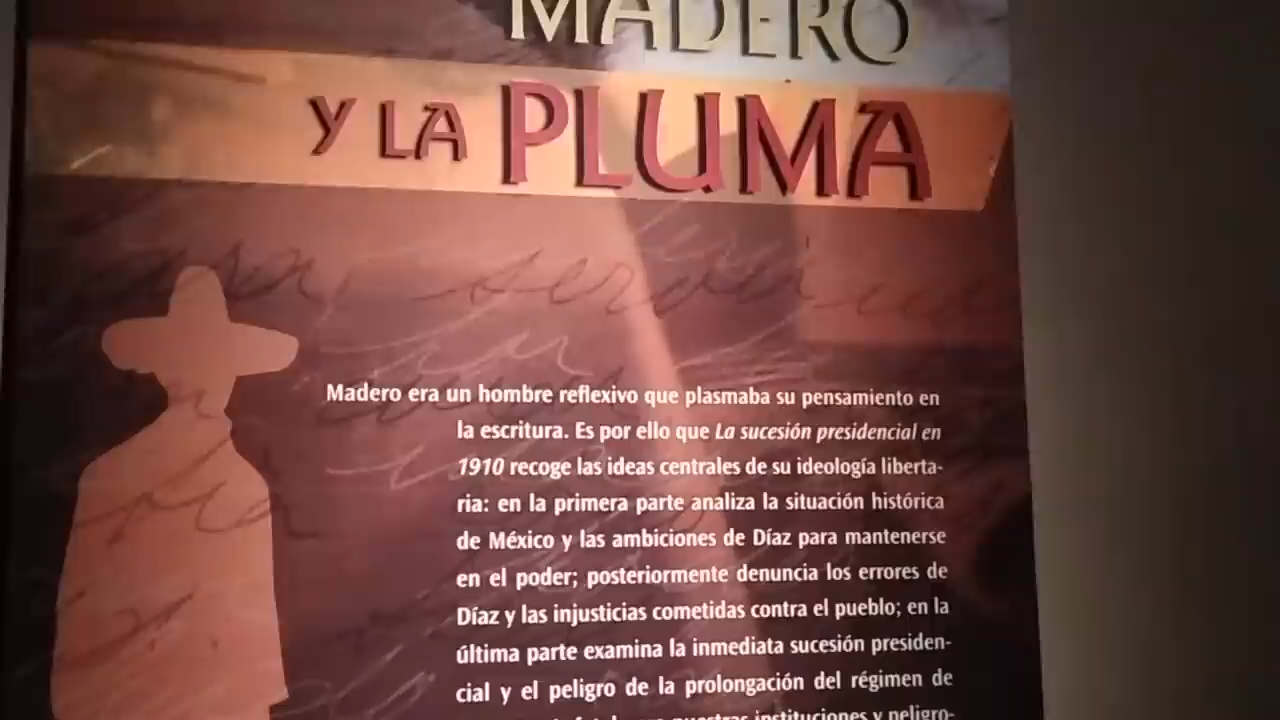 MADERO
Y LA PLUMA
Madero era un hombre reflexivo que plasmaba su pensamiento en
la escritura. Es por ello que La sucesión presidencial en
1910 recoge las ideas centrales de su ideología liberta-
ria: en la primera parte analiza la situación histórica
de México y las ambiciones de Díaz para mantenerse
en el poder; posteriormente denuncia los errores de
Díaz y las injusticias cometidas contra el pueblo; en la
última parte examina la inmediata sucesión presiden-
cial y el peligro de la prolongación del régimen de
nuestras instituciones y peligro-